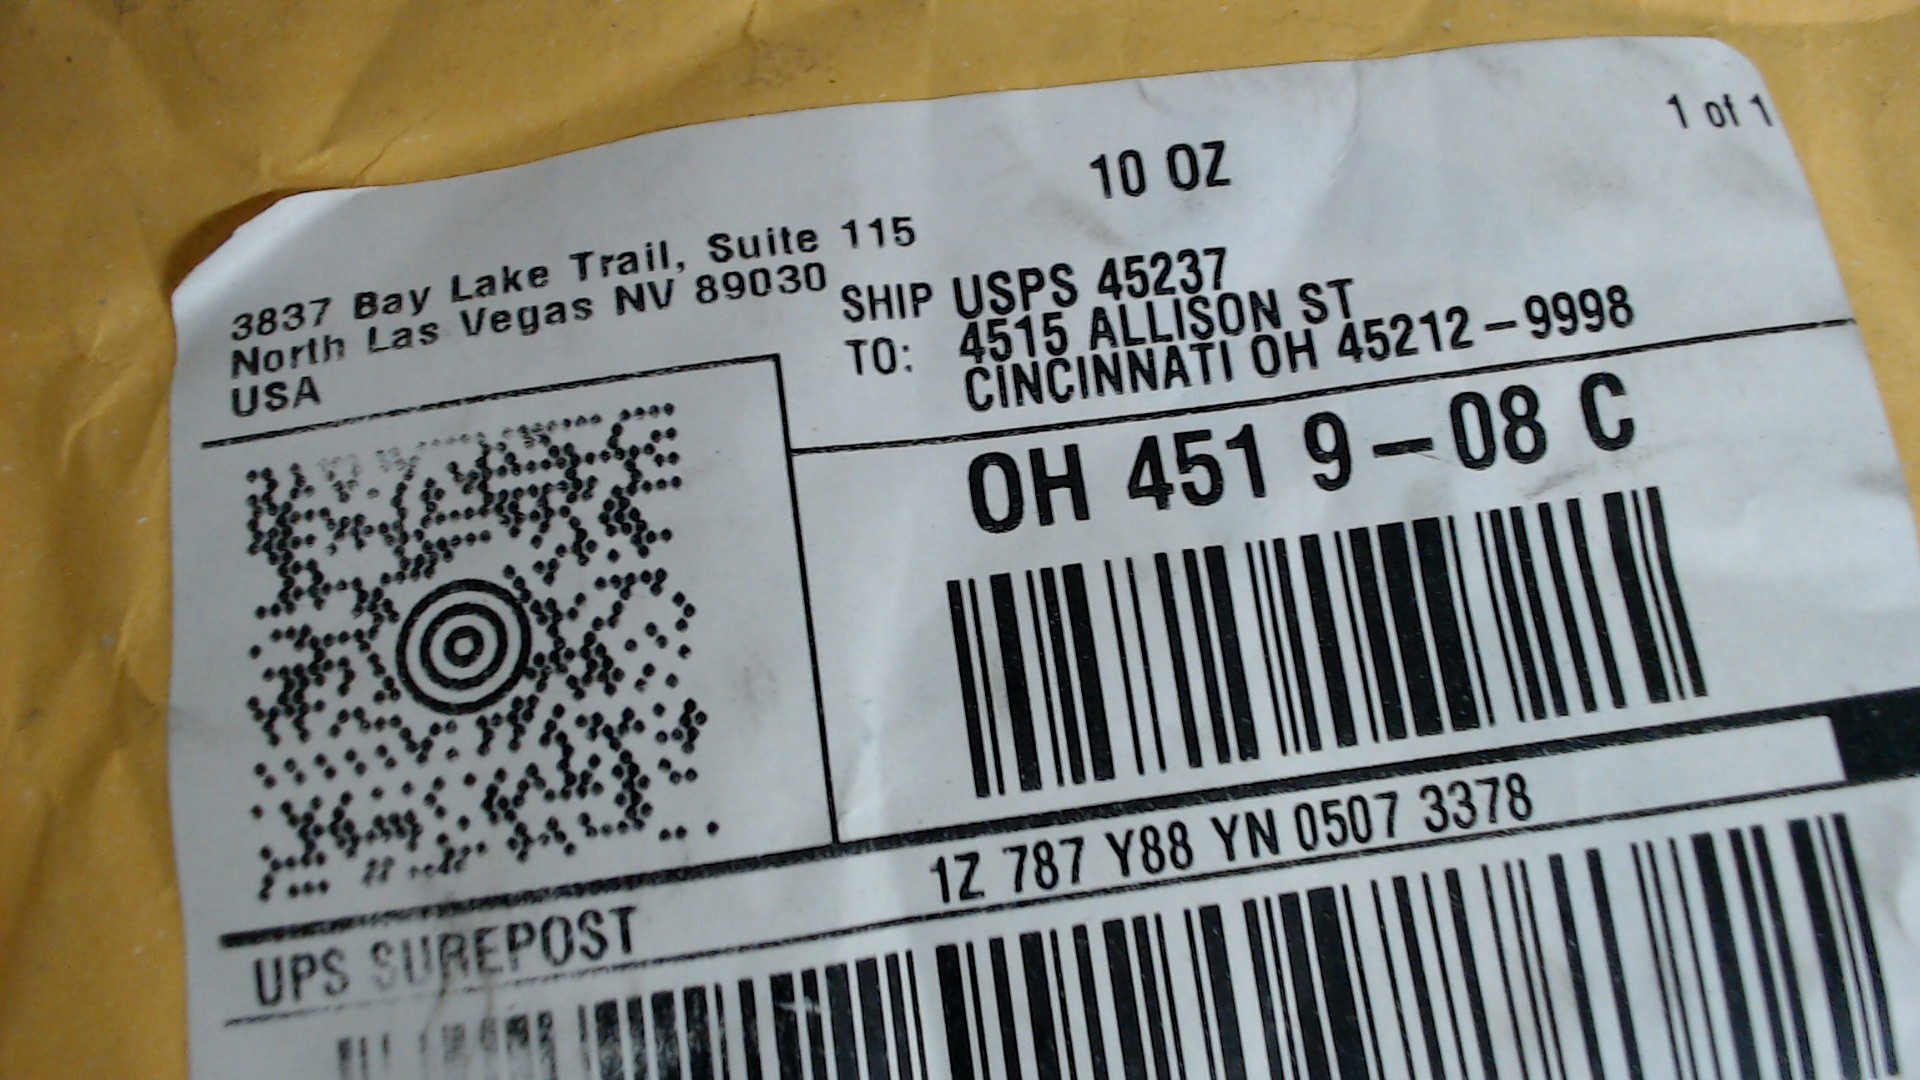 1 of 1
10 OZ
3837 Bay Lake Trail, Suite 115
North Las Vegas NV 89030
USA
SHIP USPS 45237
TO: 4515 ALLISON ST
CINCINNATI OH 45212-9998
OH 451 9-08 C
1Z 787 Y88 YN 0507 3378
UPS SUREPOST